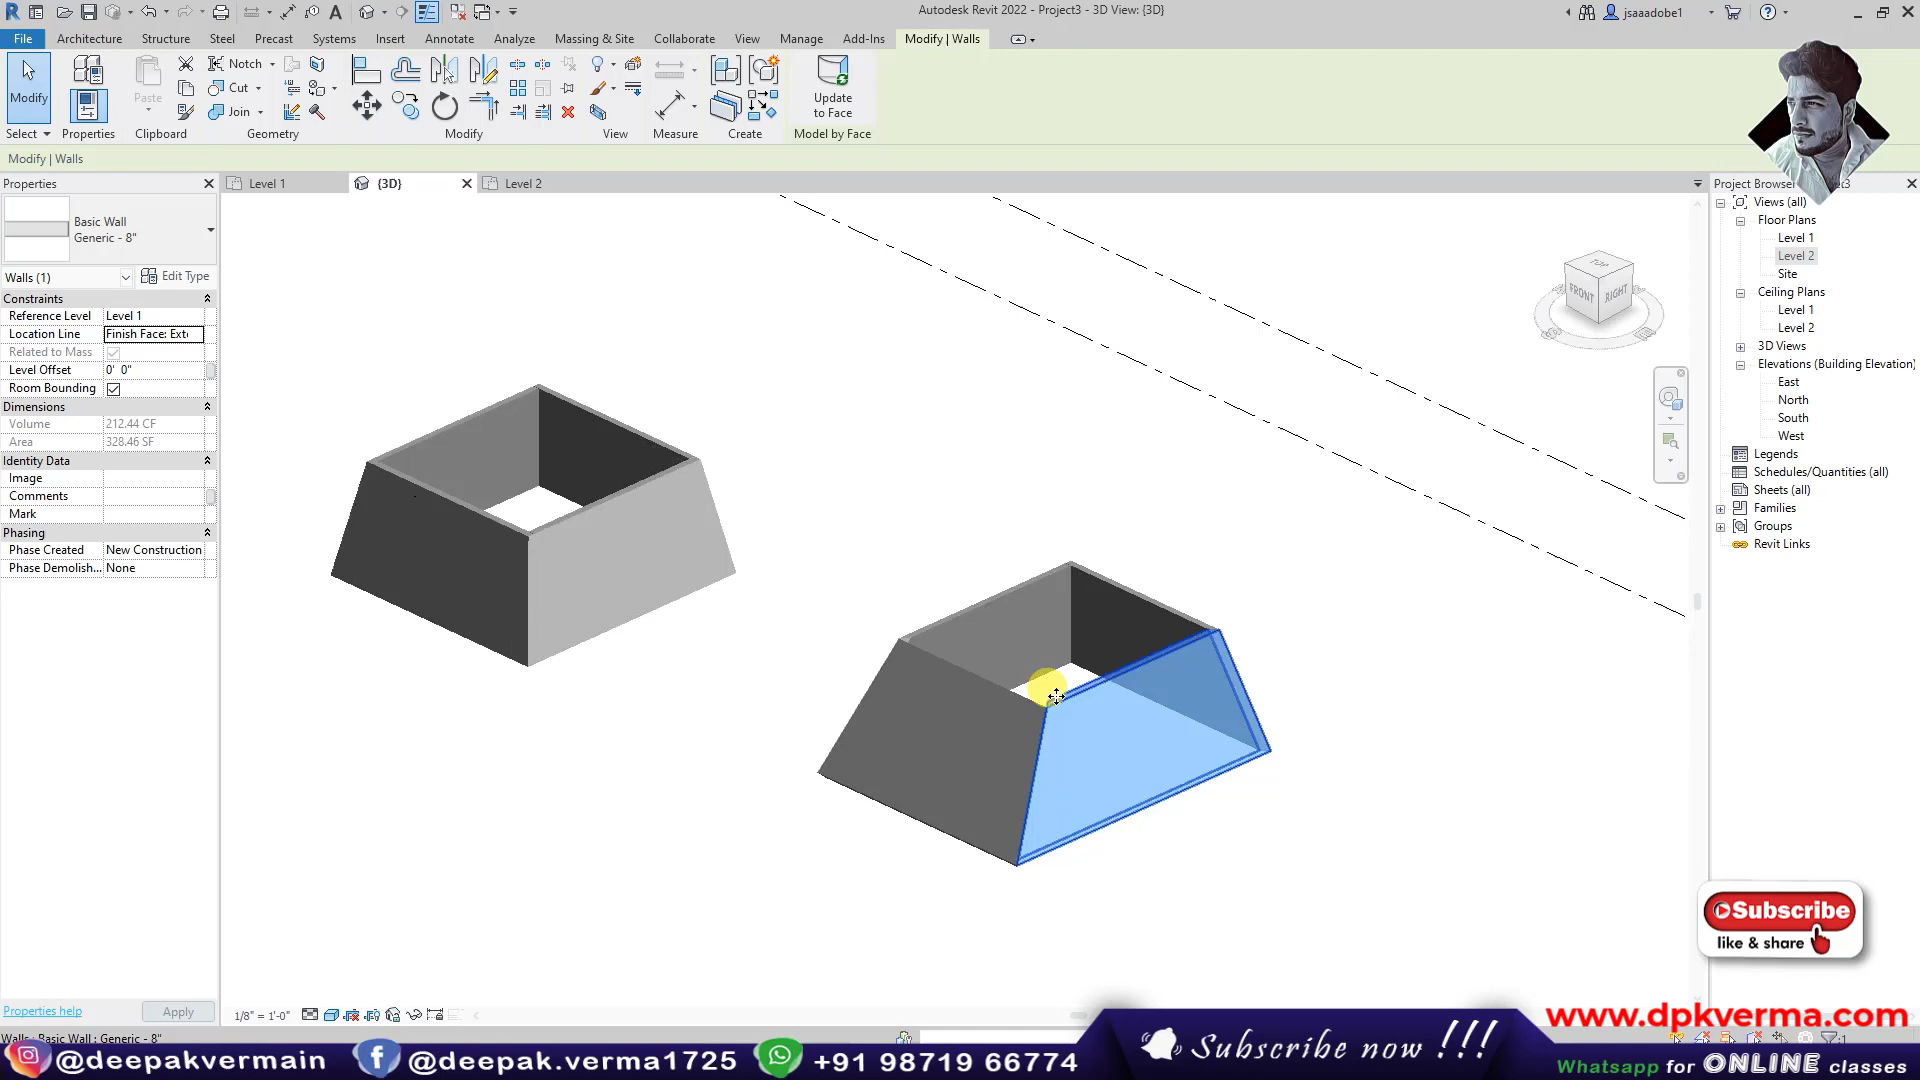 Autodesk Revit 2022 - Project3 - 3D View: {3D}
jsaaadobe1
File
Architecture
Structure
Steel
Precast
Systems
Insert
Annotate
Analyze
Massing & Site
Collaborate
View
Manage
Add-Ins
Modify | Walls
Modify
Paste
Notch
Cut
Join
Update
to Face
Select
Properties
Clipboard
Geometry
Modify
View
Measure
Create
Model by Face
Modify | Walls
Properties
Basic Wall
Generic - 8"
Walls (1)
Edit Type
Constraints
Reference Level
Level 1
Location Line
Finish Face: Ext
Related to Mass
Level Offset
0' 0"
Room Bounding
Dimensions
Volume
212.44 CF
Area
328.46 SF
Identity Data
Image
Comments
Mark
Phasing
Phase Created
New Construction
Phase Demolish...
None
Properties help
Apply
Level 1
{3D}
Level 2
TOP
FRONT
RIGHT
1/8" = 1'-0"
Project Browser
t3
Views (all)
Floor Plans
Level 1
Level 2
Site
Ceiling Plans
Level 1
Level 2
3D Views
Elevations (Building Elevation)
East
North
South
West
Legends
Schedules/Quantities (all)
Sheets (all)
Families
Groups
Revit Links
Walls : Basic Wall : Generic - 8"
Subscribe
like & share
www.dpkverma.com
@deepakvermain
@deepak.verma1725
+91 98719 66774
Subscribe now !!!
Whatsapp for ONLINE classes